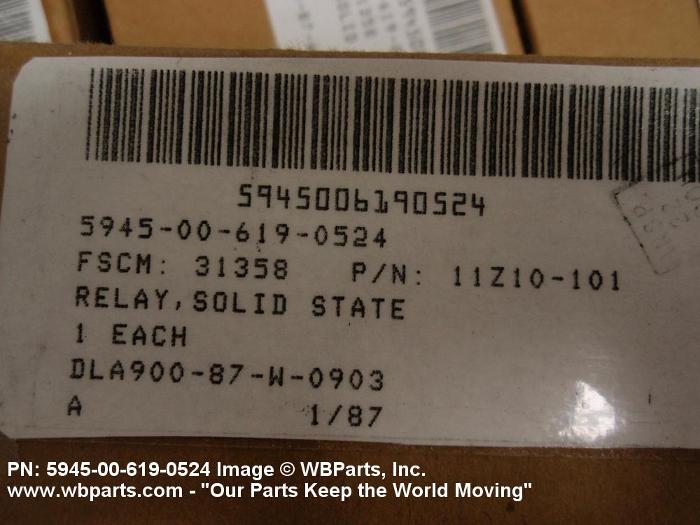 5945006190524
5945-00-619-0524
FSCM: 31358 P/N: 11Z10-101
RELAY,SOLID STATE
1 EACH
DLA900-87-W-0903
A 1/87
PN: 5945-00-619-0524 Image © WBParts, Inc.
www.wbparts.com - "Our Parts Keep the World Moving"